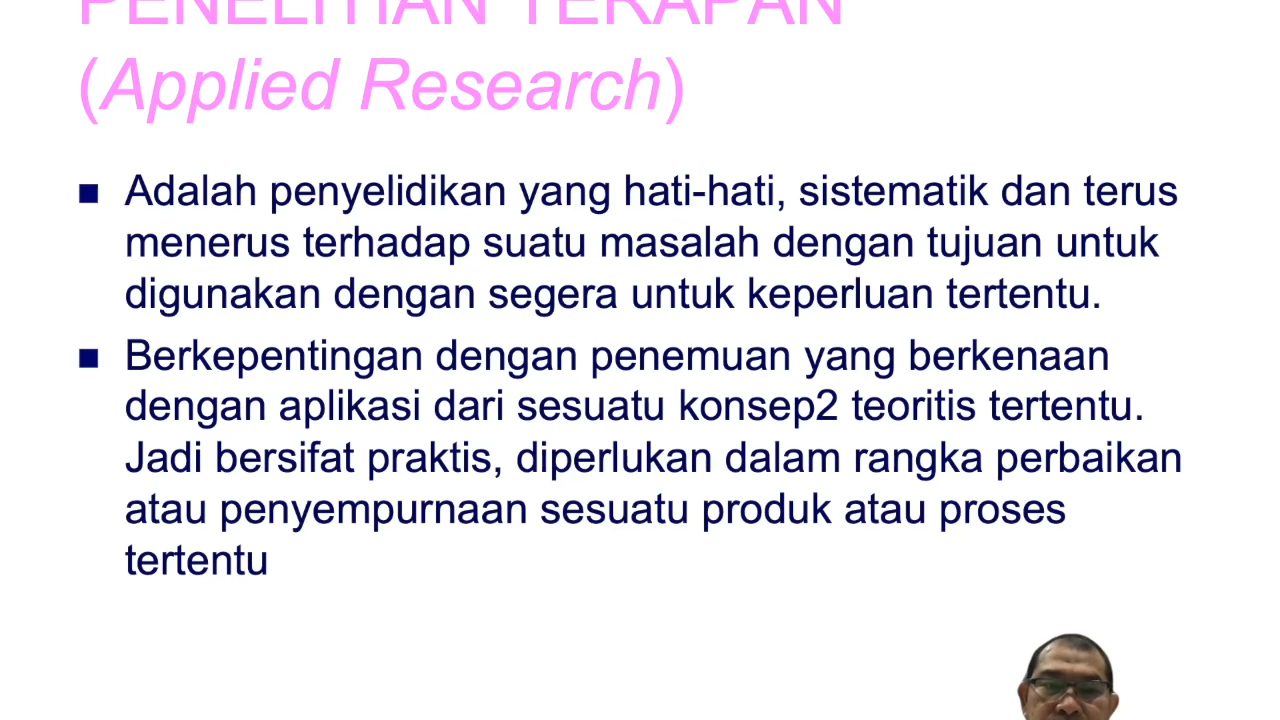 PENELITIAN TERAPAN
(Applied Research)
Adalah penyelidikan yang hati-hati, sistematik dan terus
menerus terhadap suatu masalah dengan tujuan untuk
digunakan dengan segera untuk keperluan tertentu.
Berkepentingan dengan penemuan yang berkenaan
dengan aplikasi dari sesuatu konsep2 teoritis tertentu.
Jadi bersifat praktis, diperlukan dalam rangka perbaikan
atau penyempurnaan sesuatu produk atau proses
tertentu